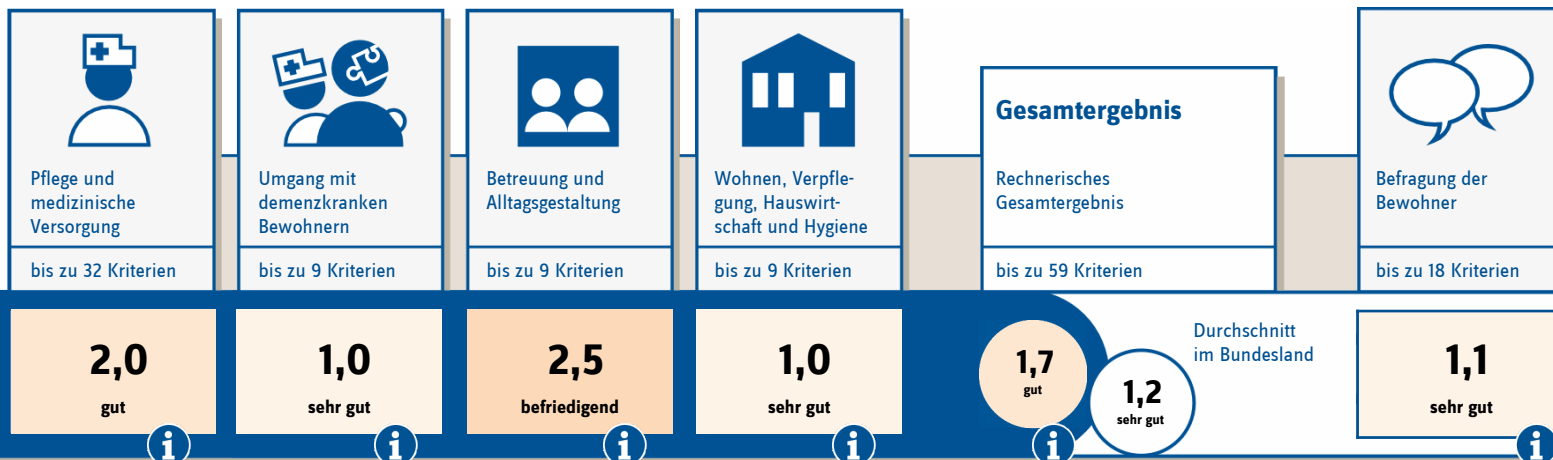 Pflege und
medizinische
Versorgung
bis zu 32 Kriterien
2,0
gut
i
Umgang mit
demenzkranken
Bewohnern
bis zu 9 Kriterien
1,0
sehr gut
i
Betreuung und
Alltagsgestaltung
bis zu 9 Kriterien
2,5
befriedigend
i
Wohnen, Verpfle-
gung, Hauswirt-
schaft und Hygiene
bis zu 9 Kriterien
1,0
sehr gut
i
Gesamtergebnis
Rechnerisches
Gesamtergebnis
bis zu 59 Kriterien
1,7
gut
i
Durchschnitt
im Bundesland
1,2
sehr gut
Befragung der
Bewohner
bis zu 18 Kriterien
1,1
sehr gut
i